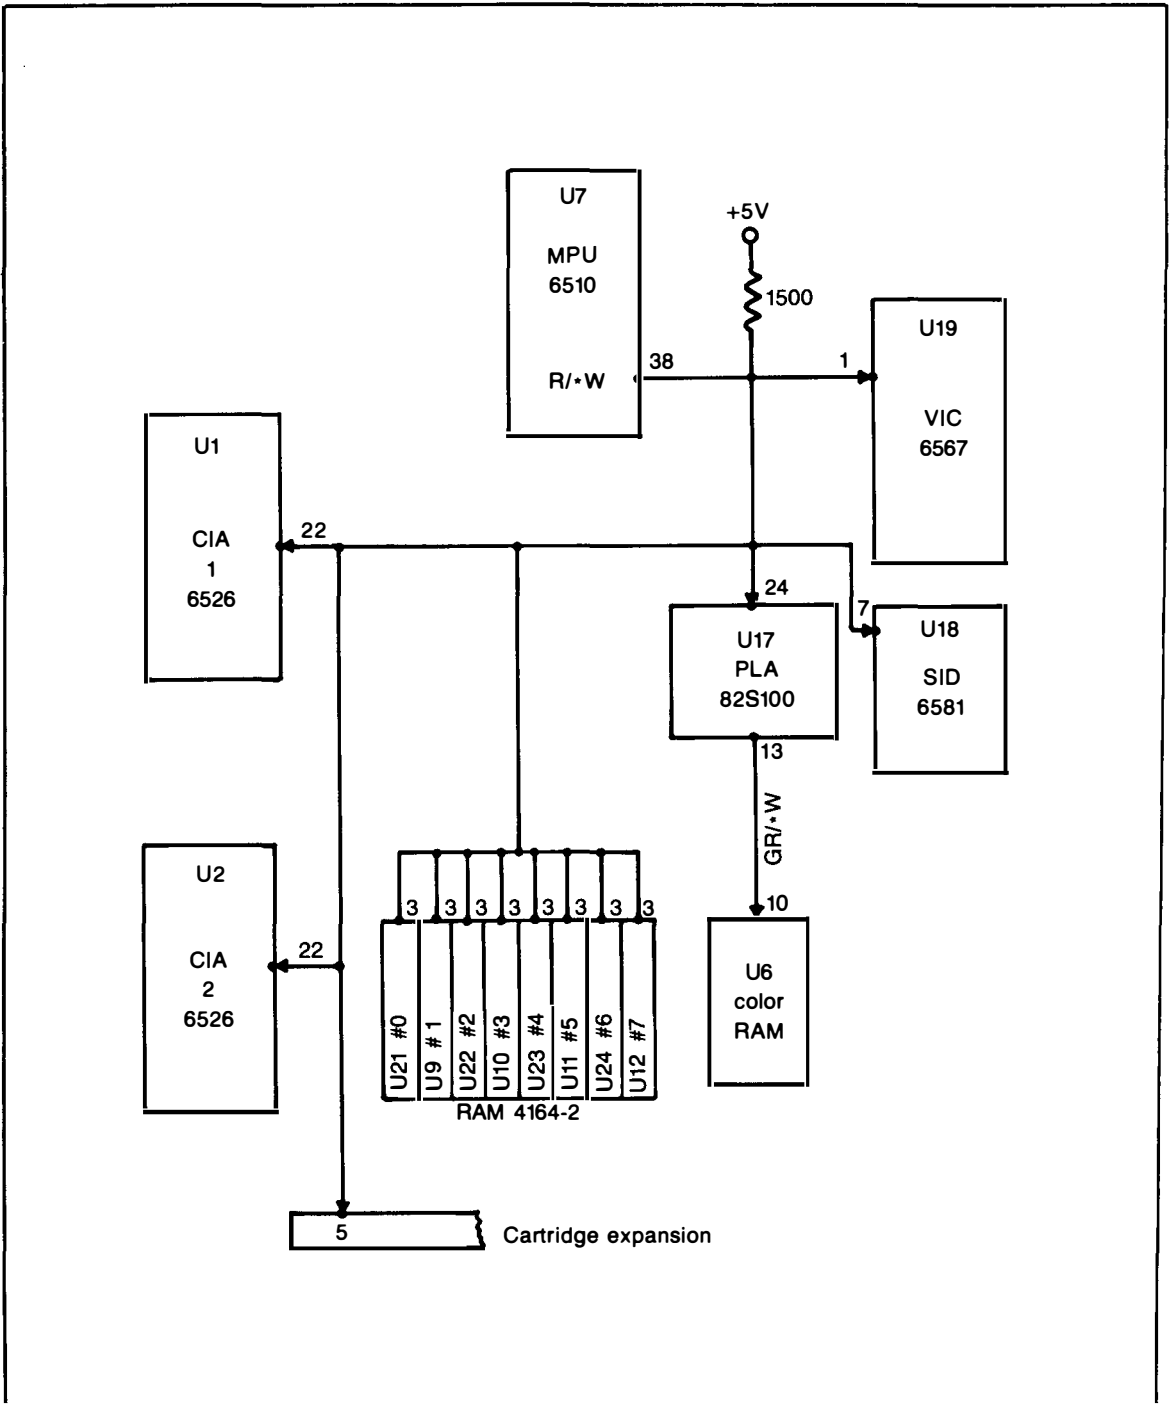 U7
MPU
6510
R/*W
38
+5V
1500
1
U19
VIC
6567
U1
CIA
1
6526
22
24
7
U17
PLA
82S100
U18
SID
6581
13
GR/*W
10
U6
color
RAM
U2
CIA
2
6526
22
3 3 3 3 3 3 3 3
U21 #0
U9 #1
U22 #2
U10 #3
U23 #4
U11 #5
U24 #6
U12 #7
RAM 4164-2
5
Cartridge expansion